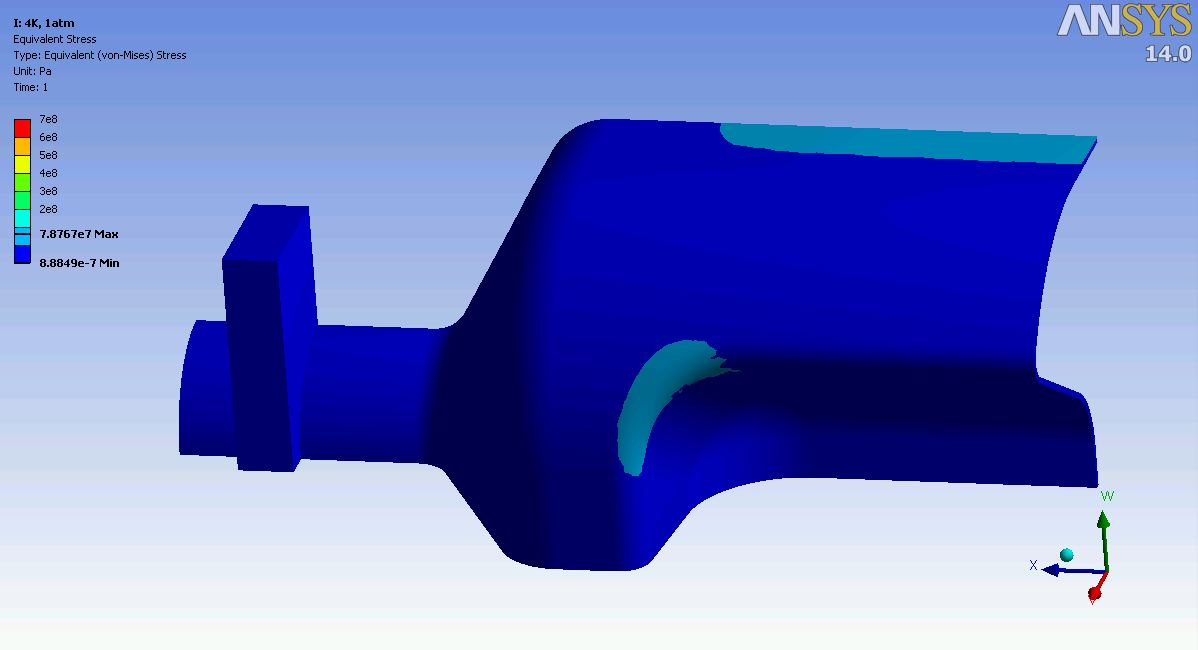 I: 4K, 1atm
Equivalent Stress
Type: Equivalent (von-Mises) Stress
Unit: Pa
Time: 1
ANSYS
14.0
7e8
6e8
5e8
4e8
3e8
2e8
7.8767e7 Max
8.8849e-7 Min
W
X